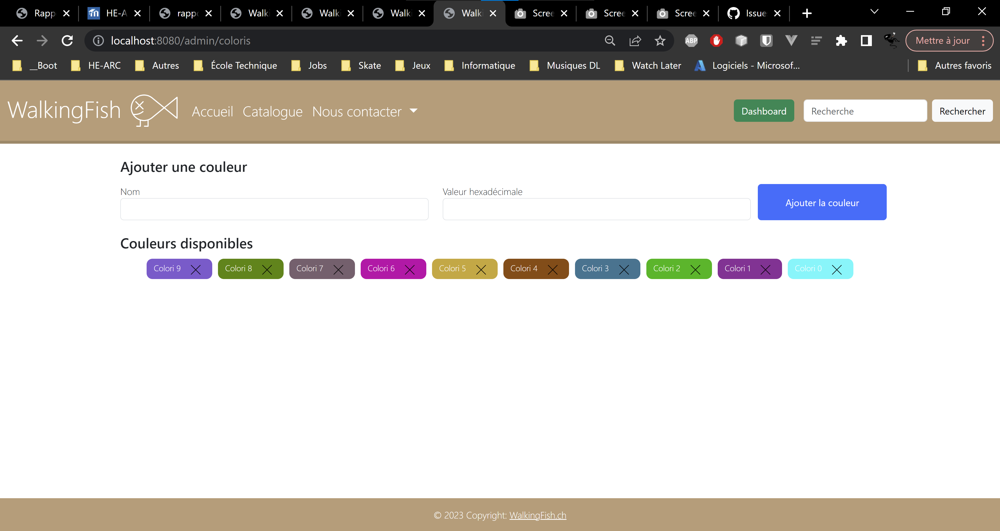 Rapp HE-A rapp Walk Walk Walk Walk Scree Scree Scree Issue
localhost:8080/admin/coloris ABP Mettre à jour
__Boot HE-ARC Autres École Technique Jobs Skate Jeux Informatique Musiques DL Watch Later Logiciels - Microsof... Autres favoris
WalkingFish Accueil Catalogue Nous contacter Dashboard Recherche Rechercher
Ajouter une couleur
Nom Valeur hexadécimale
Ajouter la couleur
Couleurs disponibles
Colori 9 Colori 8 Colori 7 Colori 6 Colori 5 Colori 4 Colori 3 Colori 2 Colori 1 Colori 0
© 2023 Copyright: WalkingFish.ch